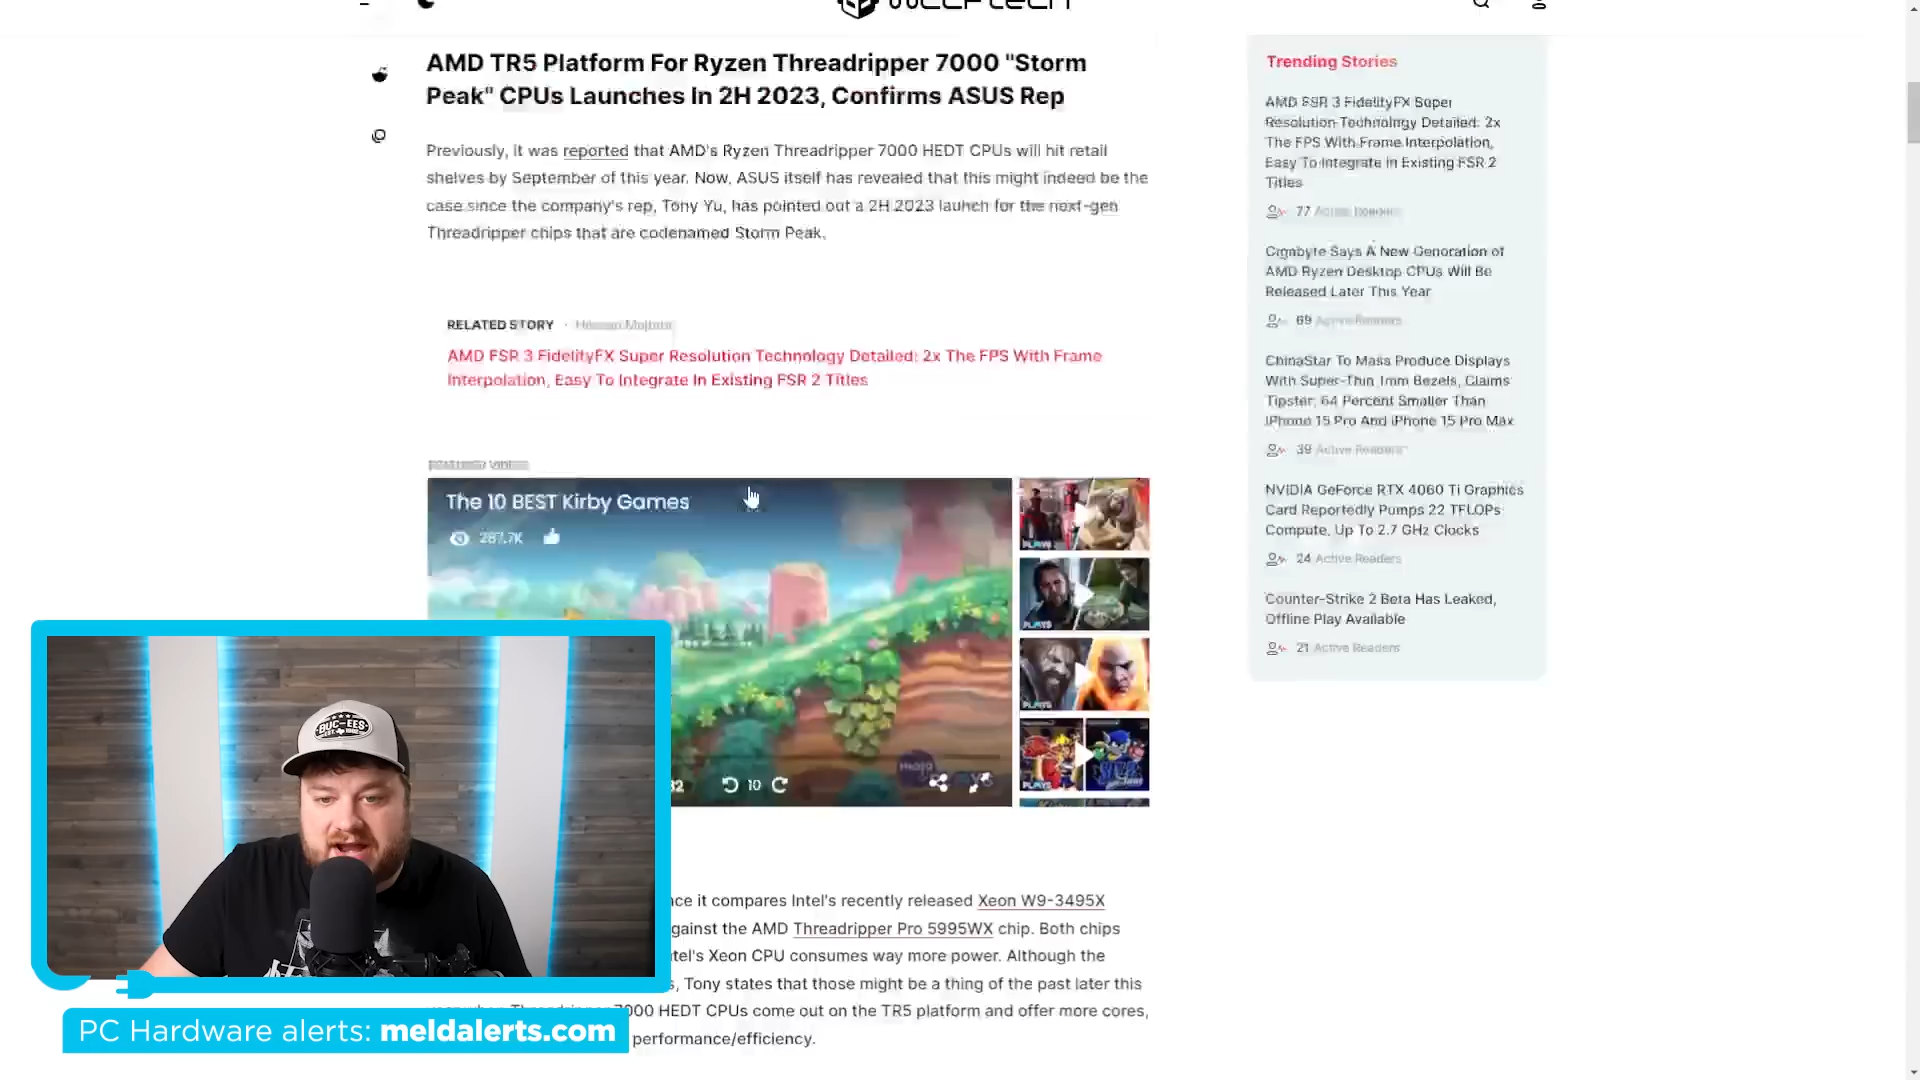 wccftech
AMD TR5 Platform For Ryzen Threadripper 7000 "Storm
Peak" CPUs Launches In 2H 2023, Confirms ASUS Rep
Previously, it was reported that AMD's Ryzen Threadripper 7000 HEDT CPUs will hit retail
shelves by September of this year. Now, ASUS itself has revealed that this might indeed be the
case since the company's rep, Tony Yu, has pointed out a 2H 2023 launch for the next-gen
Threadripper chips that are codenamed Storm Peak.
RELATED STORY
AMD FSR 3 FidelityFX Super Resolution Technology Detailed: 2x The FPS With Frame
Interpolation, Easy To Integrate In Existing FSR 2 Titles
The 10 BEST Kirby Games
287.7K
32
10
PLAYS
PLAYS
PLAYS
PLAYS
BUC-EES
nce it compares Intel's recently released Xeon W9-3495X
gainst the AMD Threadripper Pro 5995WX chip. Both chips
ntel's Xeon CPU consumes way more power. Although the
s, Tony states that those might be a thing of the past later this
7000 HEDT CPUs come out on the TR5 platform and offer more cores,
performance/efficiency.
PC Hardware alerts: meldalerts.com
Trending Stories
AMD FSR 3 FidelityFX Super
Resolution Technology Detailed: 2x
The FPS With Frame Interpolation,
Easy To Integrate In Existing FSR 2
Titles
77 Active Readers
Gigabyte Says A New Generation of
AMD Ryzen Desktop CPUs Will Be
Released Later This Year
69 Active Readers
ChinaStar To Mass Produce Displays
With Super-Thin 1mm Bezels, Claims
Tipster; 64 Percent Smaller Than
iPhone 15 Pro And iPhone 15 Pro Max
39 Active Readers
NVIDIA GeForce RTX 4060 Ti Graphics
Card Reportedly Pumps 22 TFLOPs
Compute, Up To 2.7 GHz Clocks
24 Active Readers
Counter-Strike 2 Beta Has Leaked,
Offline Play Available
21 Active Readers